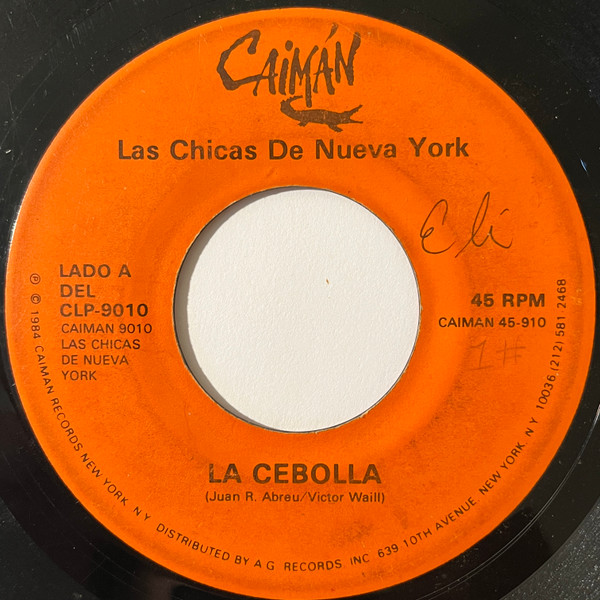 CAIMÁN
Las Chicas De Nueva York
Eli
LADO A
DEL
CLP-9010
CAIMAN 9010
LAS CHICAS
DE NUEVA
YORK
45 RPM
CAIMAN 45-910
1#
LA CEBOLLA
(Juan R. Abreu/Victor Waill)
℗ © 1984 CAIMAN RECORDS NEW YORK, N.Y. DISTRIBUTED BY A.G. RECORDS, INC. 639 10TH AVENUE, NEW YORK, N.Y. 10036 (212) 581 2468